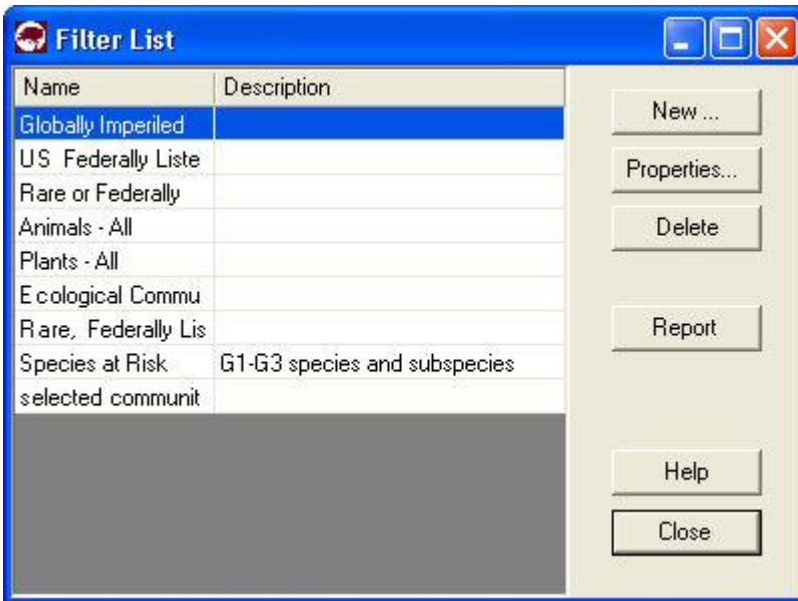 Filter List
Name Description
Globally Imperiled
US Federally Liste
Rare or Federally
Animals - All
Plants - All
Ecological Commu
Rare, Federally Lis
Species at Risk G1-G3 species and subspecies
selected communit
New ...
Properties...
Delete
Report
Help
Close